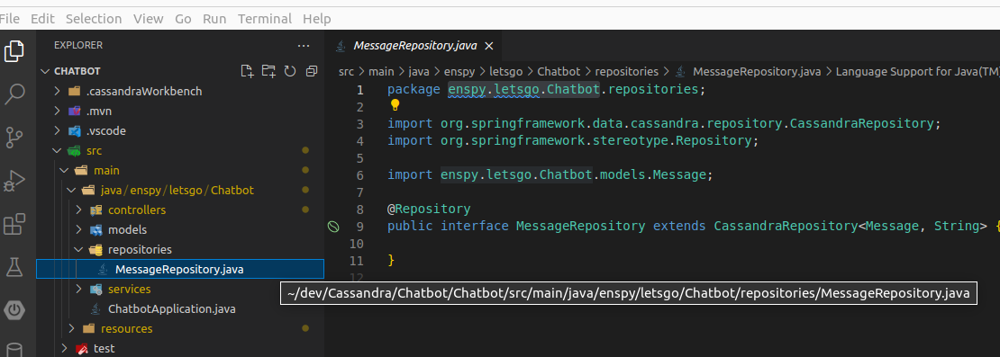 File Edit Selection View Go Run Terminal Help
EXPLORER ...
CHATBOT
.cassandraWorkbench
.mvn
.vscode
src
main
java/enspy/letsgo/Chatbot
controllers
models
repositories
MessageRepository.java
services
ChatbotApplication.java
resources
test
MessageRepository.java
src > main > java > enspy > letsgo > Chatbot > repositories > MessageRepository.java > Language Support for Java(TM)
1 package enspy.letsgo.Chatbot.repositories;
2
3 import org.springframework.data.cassandra.repository.CassandraRepository;
4 import org.springframework.stereotype.Repository;
5
6 import enspy.letsgo.Chatbot.models.Message;
7
8 @Repository
9 public interface MessageRepository extends CassandraRepository<Message, String> {
10
11 }
12
~/dev/Cassandra/Chatbot/Chatbot/src/main/java/enspy/letsgo/Chatbot/repositories/MessageRepository.java